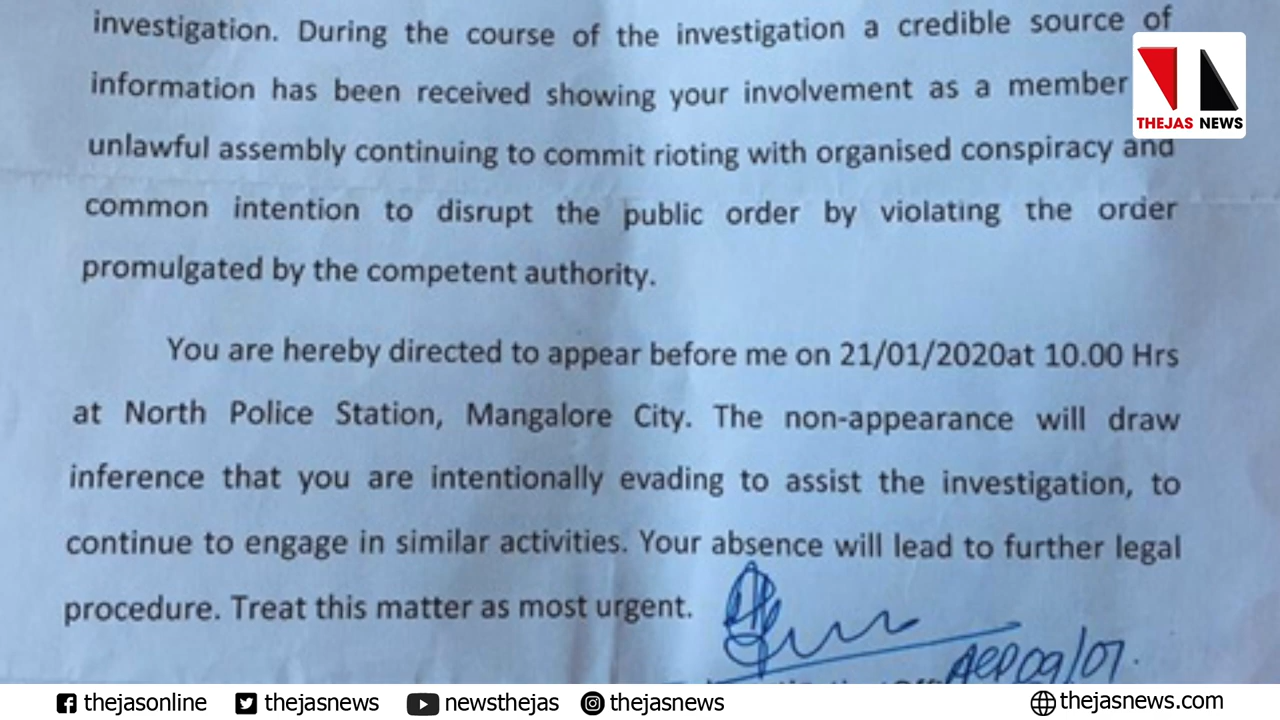 investigation. During the course of the investigation a credible source of
information has been received showing your involvement as a member
unlawful assembly continuing to commit rioting with organised conspiracy and
common intention to disrupt the public order by violating the order
promulgated by the competent authority.
You are hereby directed to appear before me on 21/01/2020at 10.00 Hrs
at North Police Station, Mangalore City. The non-appearance will draw
inference that you are intentionally evading to assist the investigation, to
continue to engage in similar activities. Your absence will lead to further legal
procedure. Treat this matter as most urgent.
THEJAS NEWS
thejasonline thejasnews newsthejas thejasnews thejasnews.com